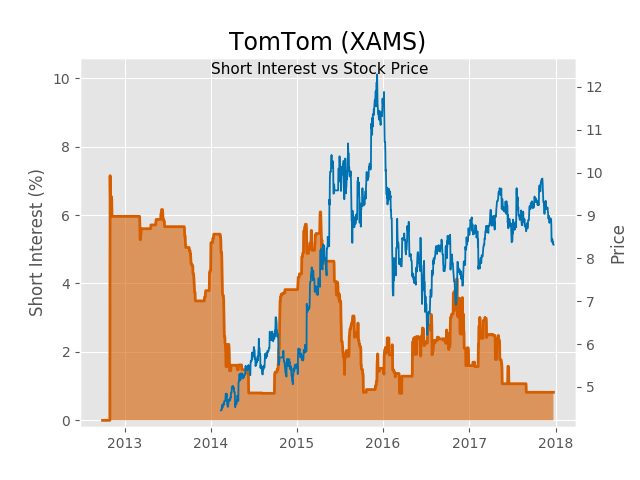 TomTom (XAMS)
Short Interest vs Stock Price
Short Interest (%)
10
8
6
4
2
0
12
11
10
9
8
7
6
5
Price
2013 2014 2015 2016 2017 2018